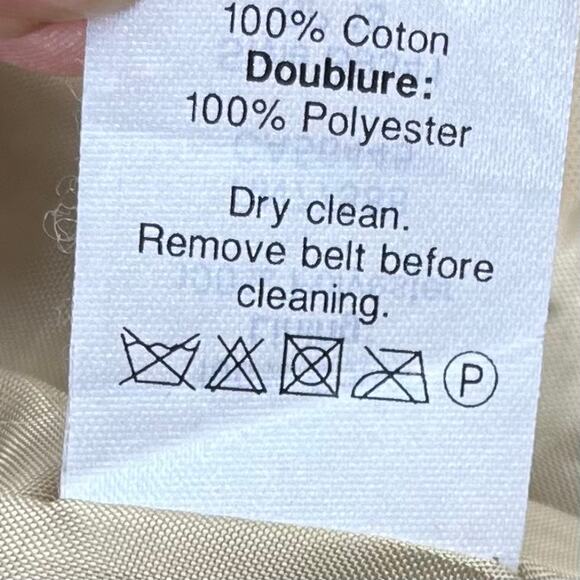 100% Coton
Doublure:
100% Polyester
Dry clean.
Remove belt before
cleaning.
P